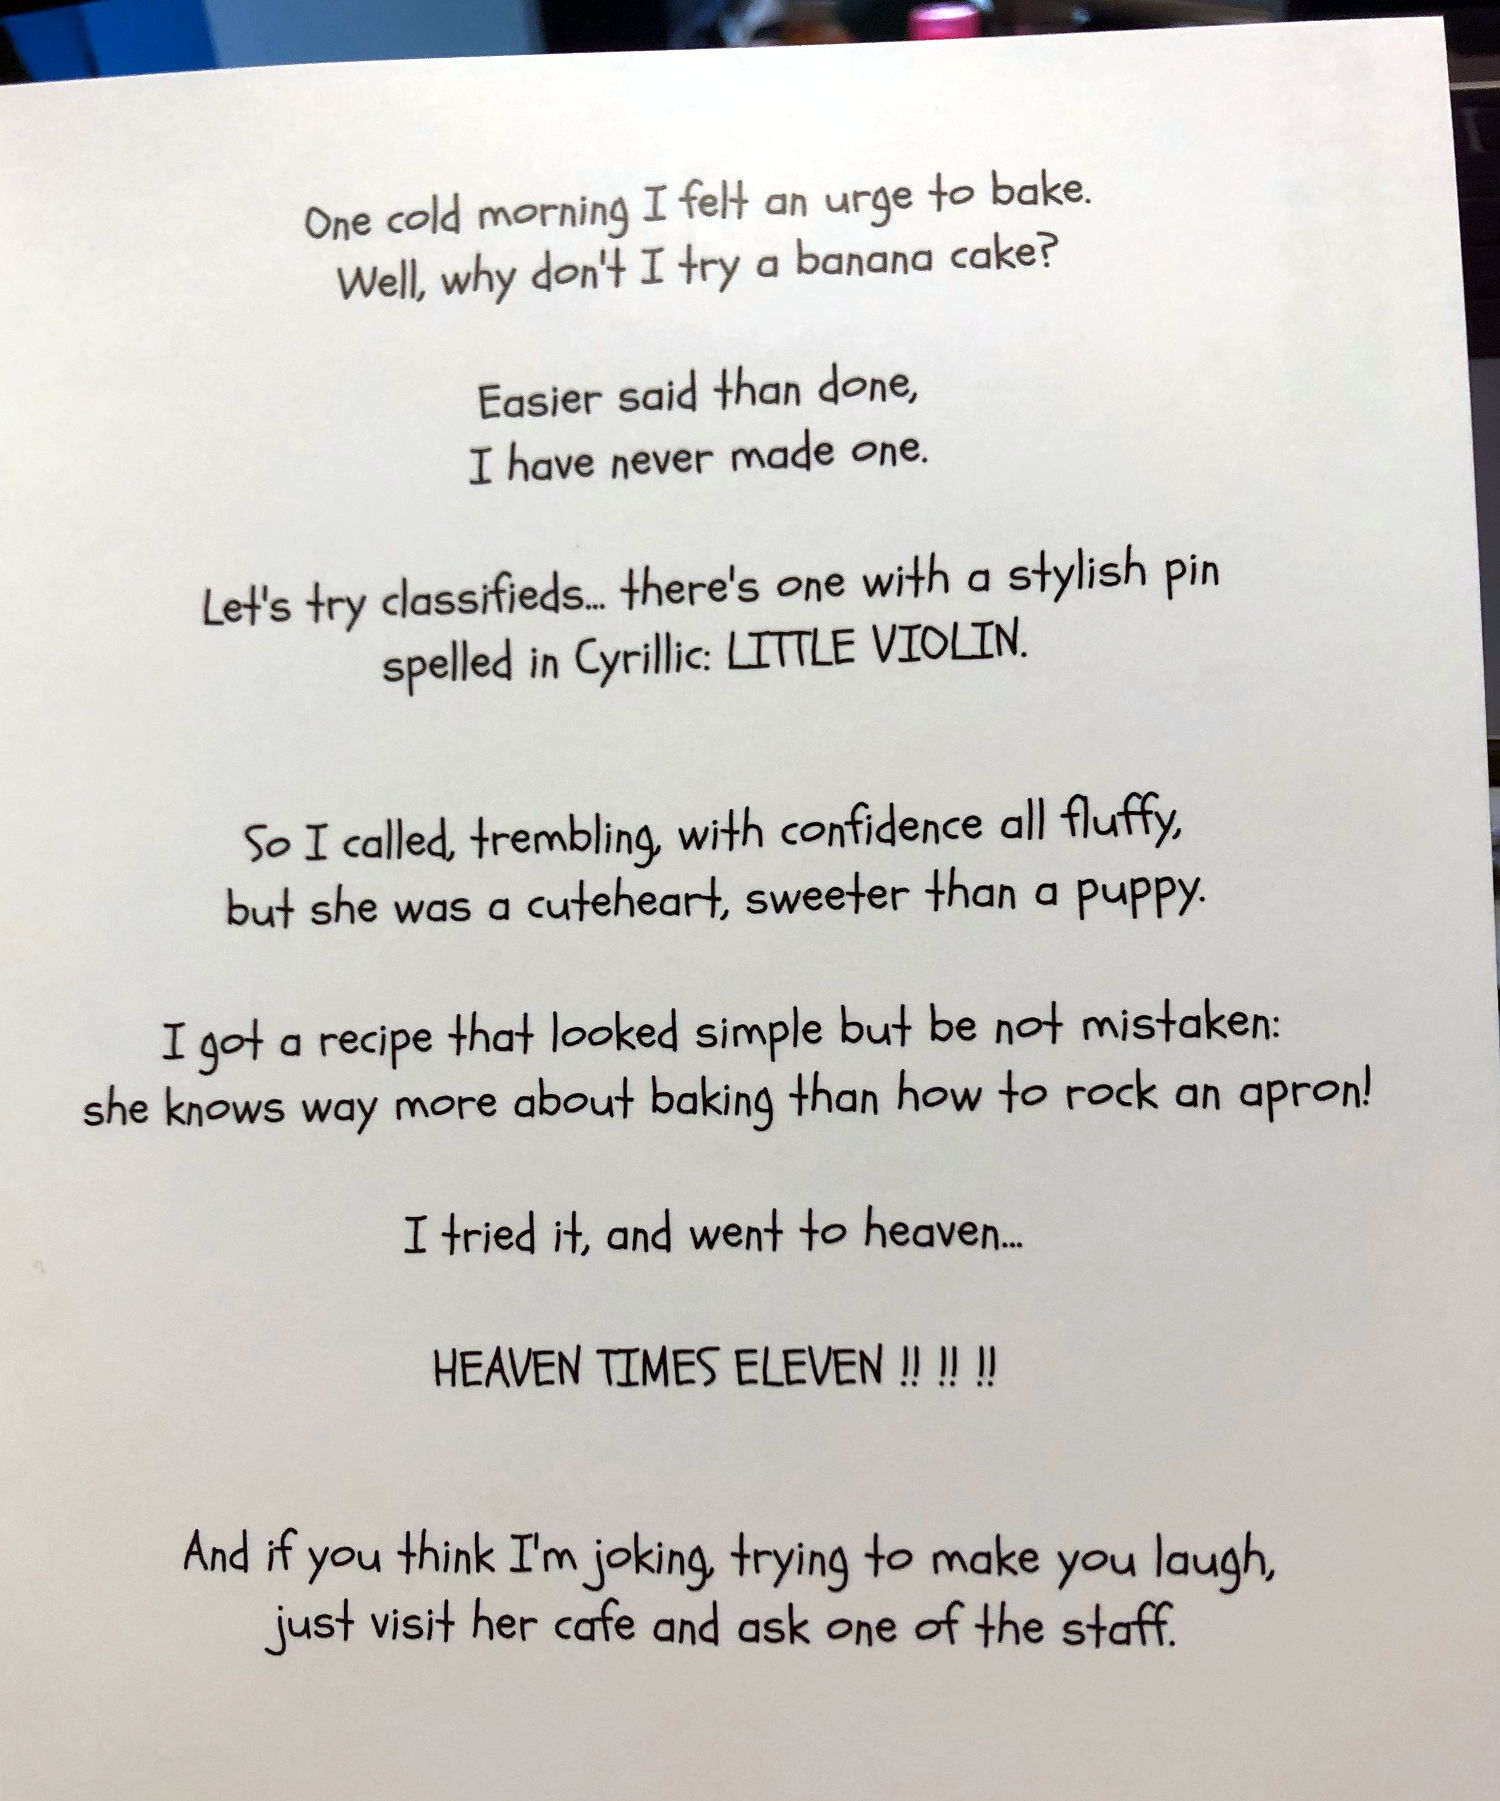 One cold morning I felt an urge to bake.
Well, why don't I try a banana cake?
Easier said than done,
I have never made one.
Let's try classifieds... there's one with a stylish pin
spelled in Cyrillic: LITTLE VIOLIN.
So I called, trembling, with confidence all fluffy,
but she was a cuteheart, sweeter than a puppy.
I got a recipe that looked simple but be not mistaken:
she knows way more about baking than how to rock an apron!
I tried it, and went to heaven...
HEAVEN TIMES ELEVEN !! !! !!
And if you think I'm joking, trying to make you laugh,
just visit her cafe and ask one of the staff.